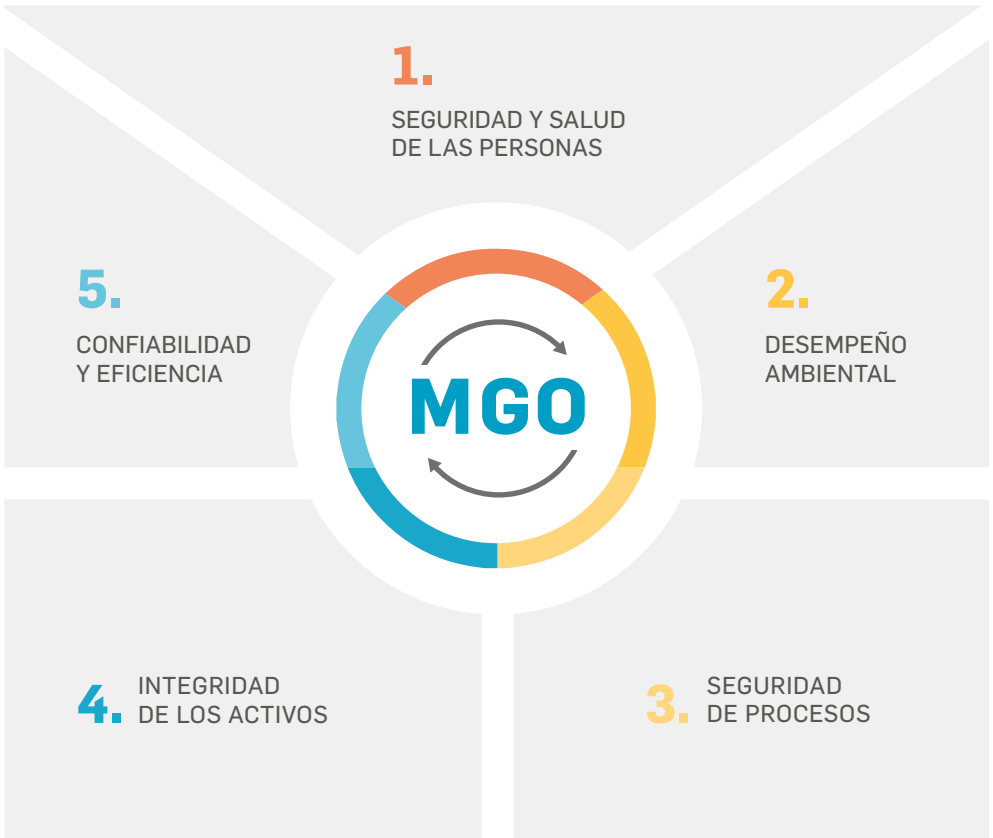 1.
SEGURIDAD Y SALUD
DE LAS PERSONAS
2.
DESEMPEÑO
AMBIENTAL
3.
SEGURIDAD
DE PROCESOS
4.
INTEGRIDAD
DE LOS ACTIVOS
5.
CONFIABILIDAD
Y EFICIENCIA
MGO